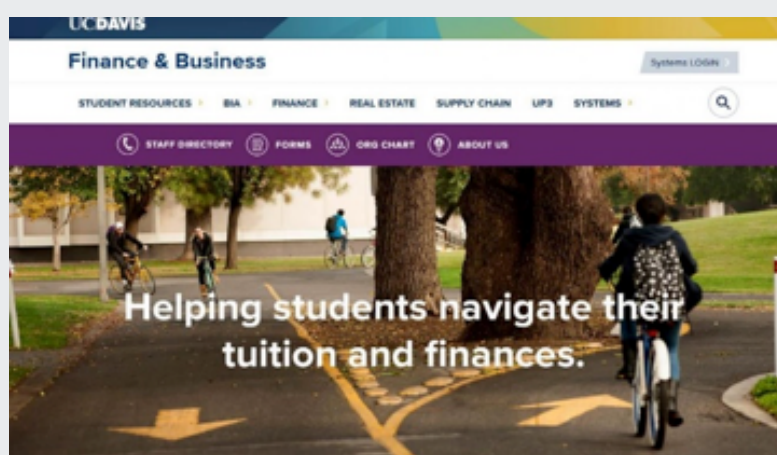 UCDAVIS
Finance & Business
Systems LOGIN
STUDENT RESOURCES BIA FINANCE REAL ESTATE SUPPLY CHAIN UP3 SYSTEMS
STAFF DIRECTORY FORMS ORG CHART ABOUT US
Helping students navigate their
tuition and finances.